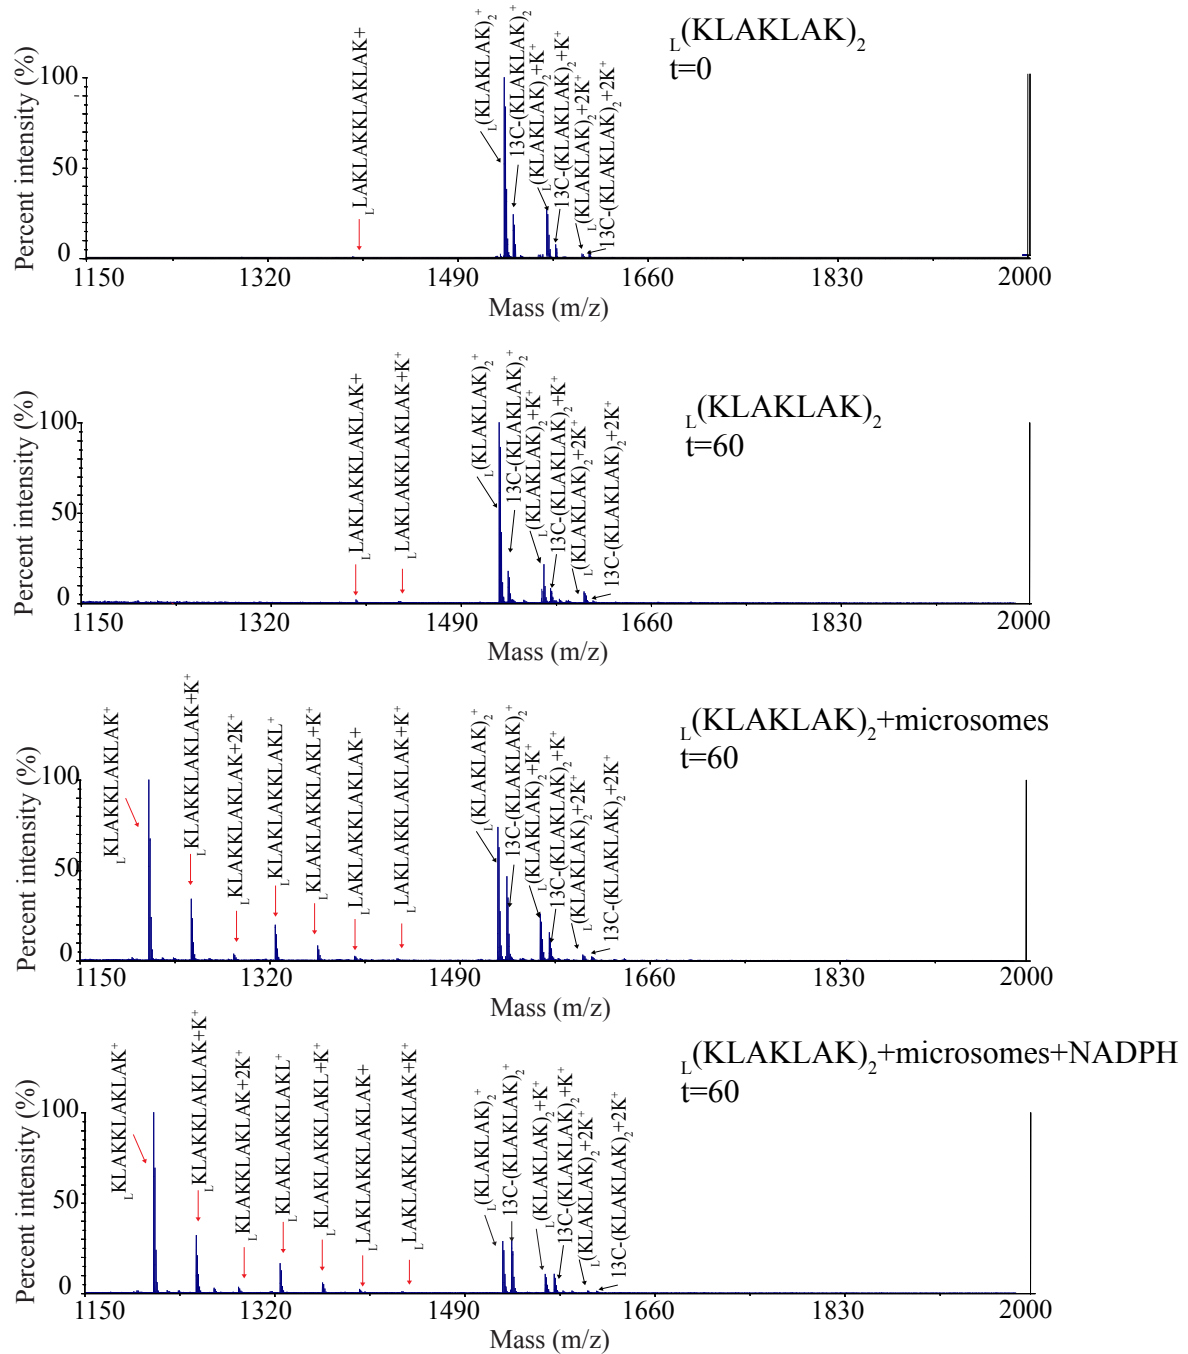 L(KLAKLAK)2
t=0
Percent intensity (%)
100
50
0
LLAKLAKKLAKLAK+
L(KLAKLAK)2+
13C-(KLAKLAK)2+
L(KLAKLAK)2+K+
13C-(KLAKLAK)2+K+
L(KLAKLAK)2+2K+
13C-(KLAKLAK)2+2K+
1150 1320 1490 1660 1830 2000
Mass (m/z)
L(KLAKLAK)2
t=60
Percent intensity (%)
100
50
0
LLAKLAKKLAKLAK+
LLAKLAKKLAKLAK+K+
L(KLAKLAK)2+
13C-(KLAKLAK)2+
L(KLAKLAK)2+K+
13C-(KLAKLAK)2+K+
L(KLAKLAK)2+2K+
13C-(KLAKLAK)2+2K+
1150 1320 1490 1660 1830 2000
Mass (m/z)
L(KLAKLAK)2+microsomes
t=60
Percent intensity (%)
100
50
0
LKLAKKLAKLAK+
LKLAKKLAKLAK+K+
LKLAKKLAKLAK+2K+
LKLAKLAKKLAKL+
LKLAKLAKKLAKL+K+
LLAKLAKKLAKLAK+
LLAKLAKKLAKLAK+K+
L(KLAKLAK)2+
13C-(KLAKLAK)2+
L(KLAKLAK)2+K+
13C-(KLAKLAK)2+K+
L(KLAKLAK)2+2K+
13C-(KLAKLAK)2+2K+
1150 1320 1490 1660 1830 2000
Mass (m/z)
L(KLAKLAK)2+microsomes+NADPH
t=60
Percent intensity (%)
100
50
0
LKLAKKLAKLAK+
LKLAKKLAKLAK+K+
LKLAKKLAKLAK+2K+
LKLAKLAKKLAKL+
LKLAKLAKKLAKL+K+
LLAKLAKKLAKLAK+
LLAKLAKKLAKLAK+K+
L(KLAKLAK)2+
13C-(KLAKLAK)2+
L(KLAKLAK)2+K+
13C-(KLAKLAK)2+K+
L(KLAKLAK)2+2K+
13C-(KLAKLAK)2+2K+
1150 1320 1490 1660 1830 2000
Mass (m/z)